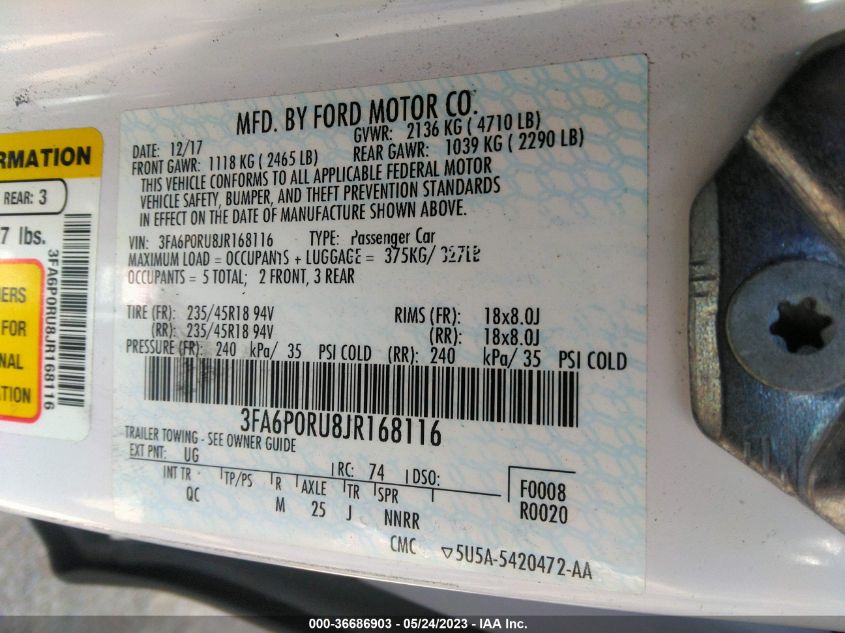 MFD. BY FORD MOTOR CO.
DATE: 12/17 GVWR: 2136 KG ( 4710 LB)
FRONT GAWR: 1118 KG ( 2465 LB) REAR GAWR: 1039 KG ( 2290 LB)
THIS VEHICLE CONFORMS TO ALL APPLICABLE FEDERAL MOTOR
VEHICLE SAFETY, BUMPER, AND THEFT PREVENTION STANDARDS
IN EFFECT ON THE DATE OF MANUFACTURE SHOWN ABOVE.
VIN: 3FA6P0RU8JR168116 TYPE: Passenger Car
MAXIMUM LOAD = OCCUPANTS + LUGGAGE = 375KG/ 827LB
OCCUPANTS = 5 TOTAL; 2 FRONT, 3 REAR
TIRE (FR): 235/45R18 94V RIMS (FR): 18x8.0J
(RR): 235/45R18 94V (RR): 18x8.0J
PRESSURE (FR): 240 kPa/ 35 PSI COLD (RR): 240 kPa/ 35 PSI COLD
3FA6P0RU8JR168116
TRAILER TOWING - SEE OWNER GUIDE
EXT PNT: UG RC: 74 DSO:
INT TR TP/PS R AXLE TR SPR F0008
QC M 25 J NNRR R0020
CMC ▽5U5A-5420472-AA
RMATION
REAR: 3
7 lbs.
3FA6P0RU8JR168116
ERS
FOR
NAL
ATION
000-36686903 - 05/24/2023 - IAA Inc.